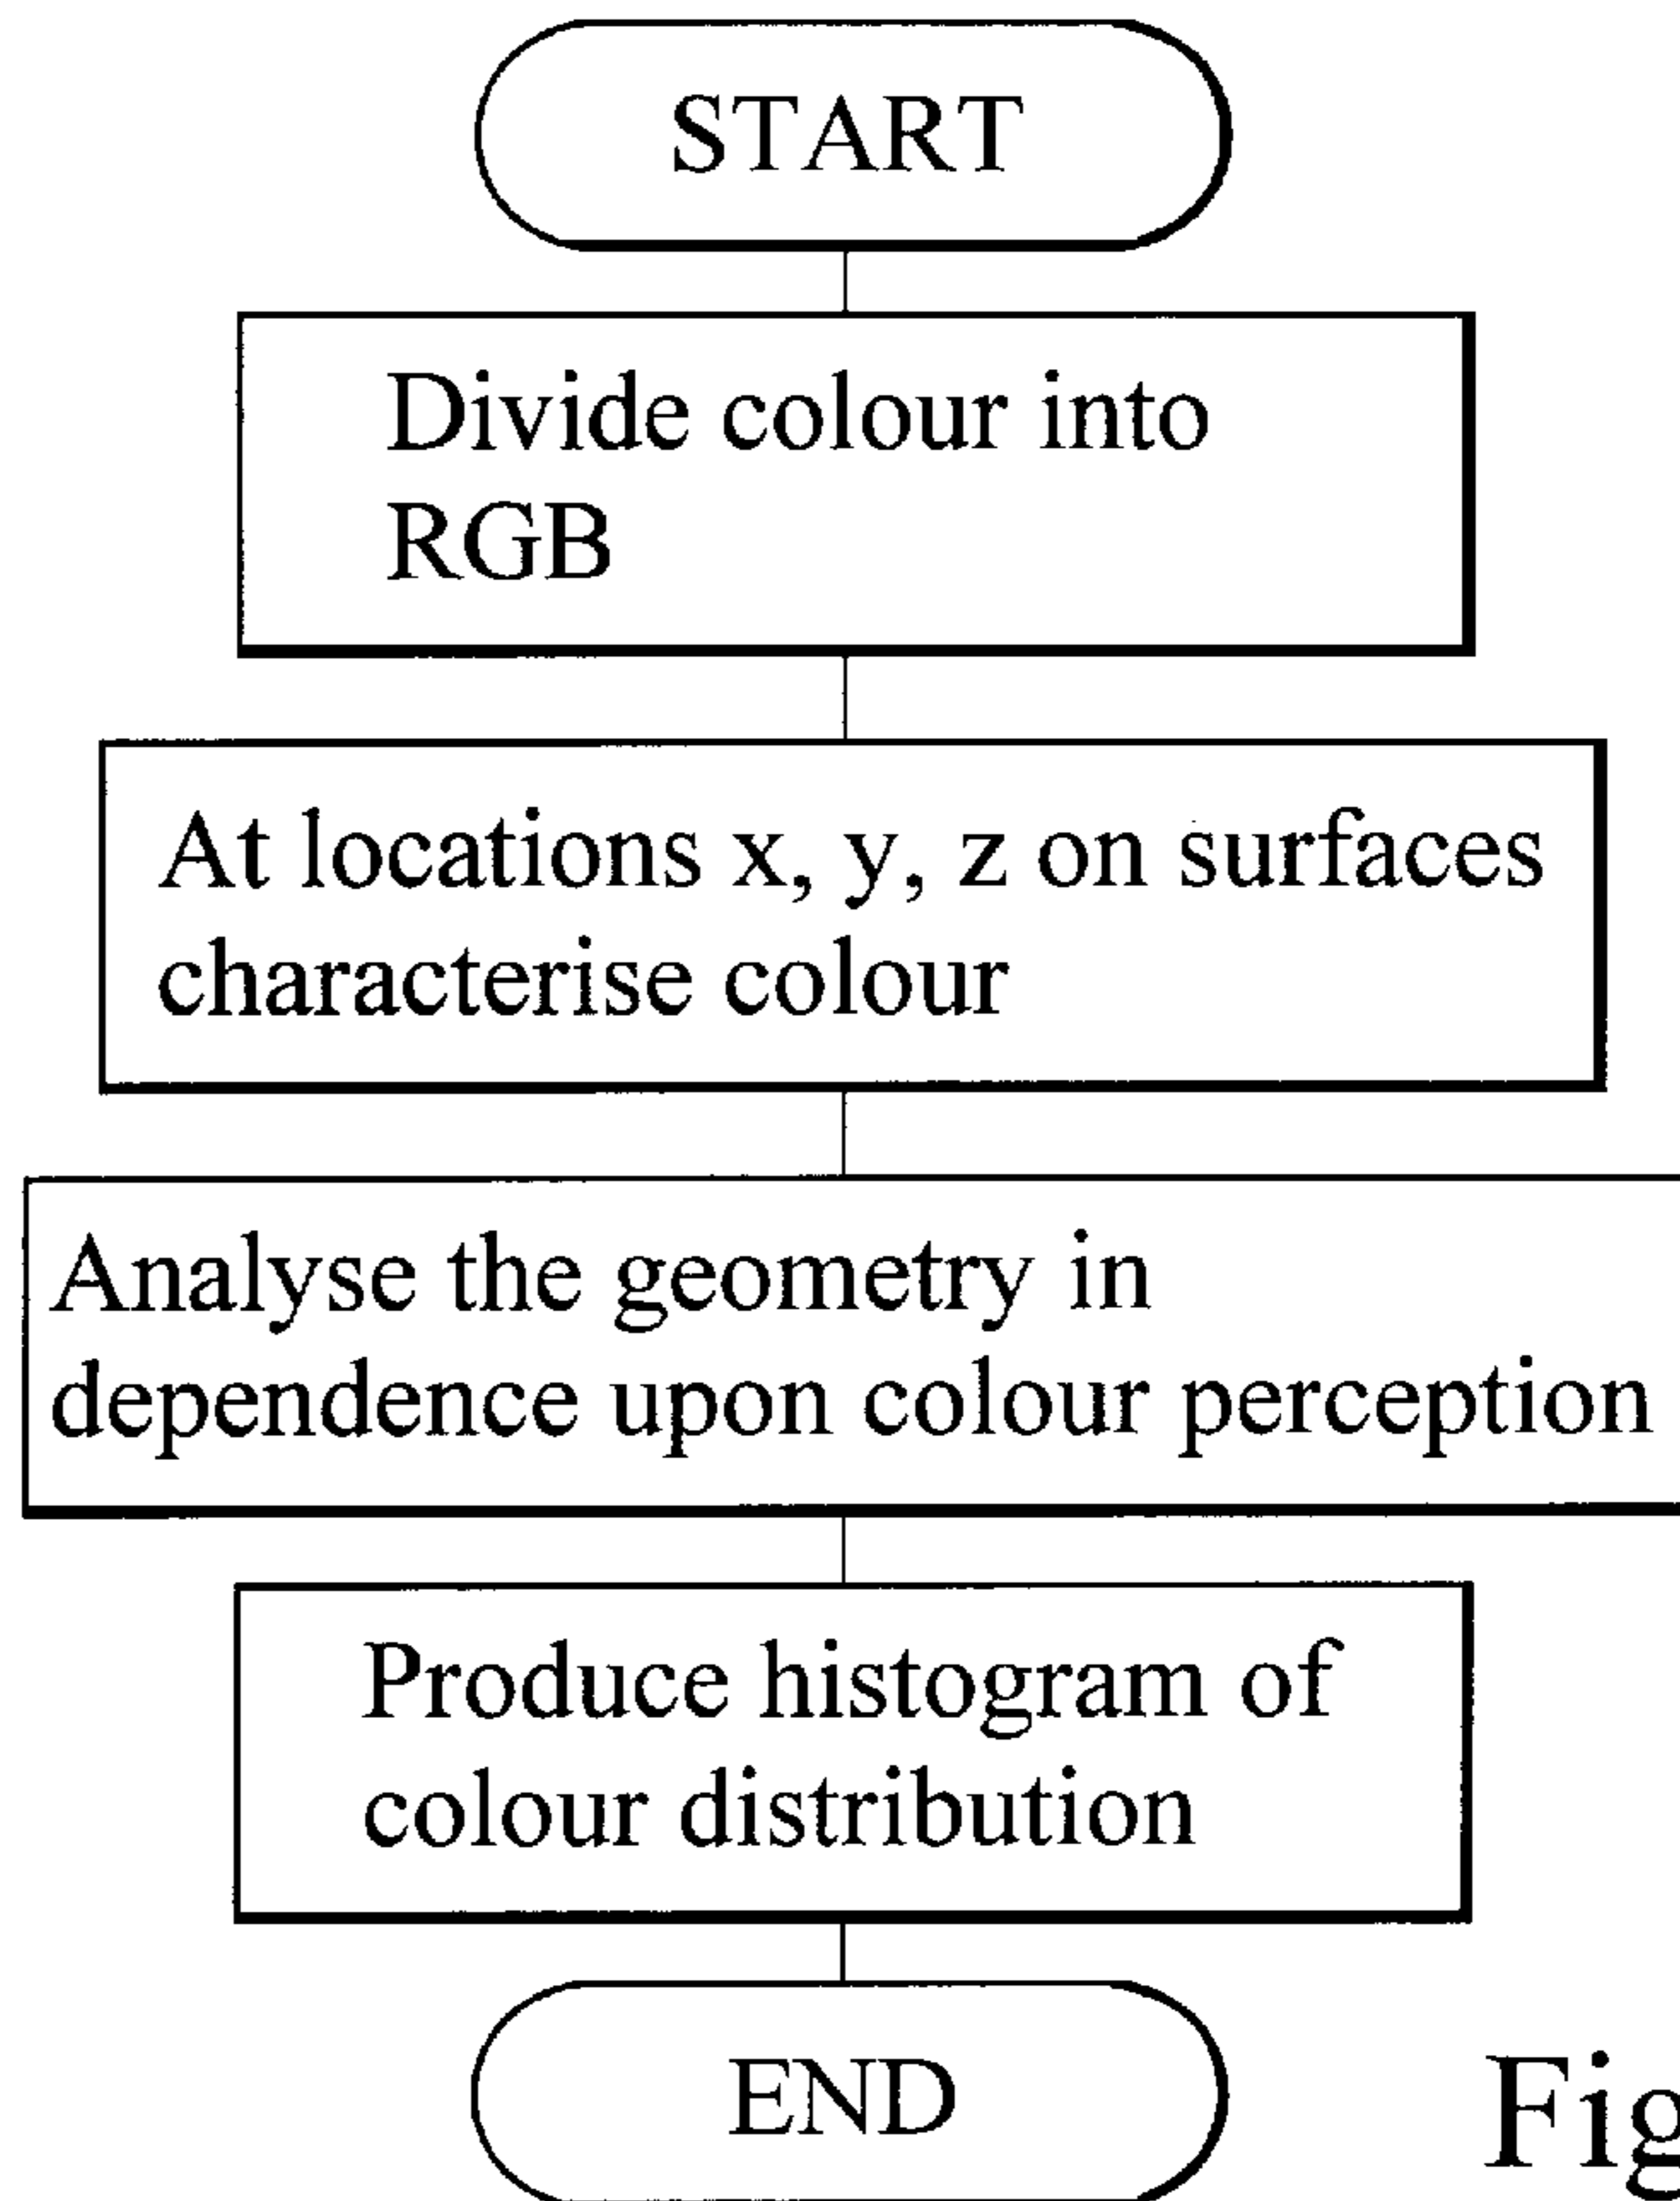 START
Divide colour into
RGB
At locations x, y, z on surfaces
characterise colour
Analyse the geometry in
dependence upon colour perception
Produce histogram of
colour distribution
END
Fig